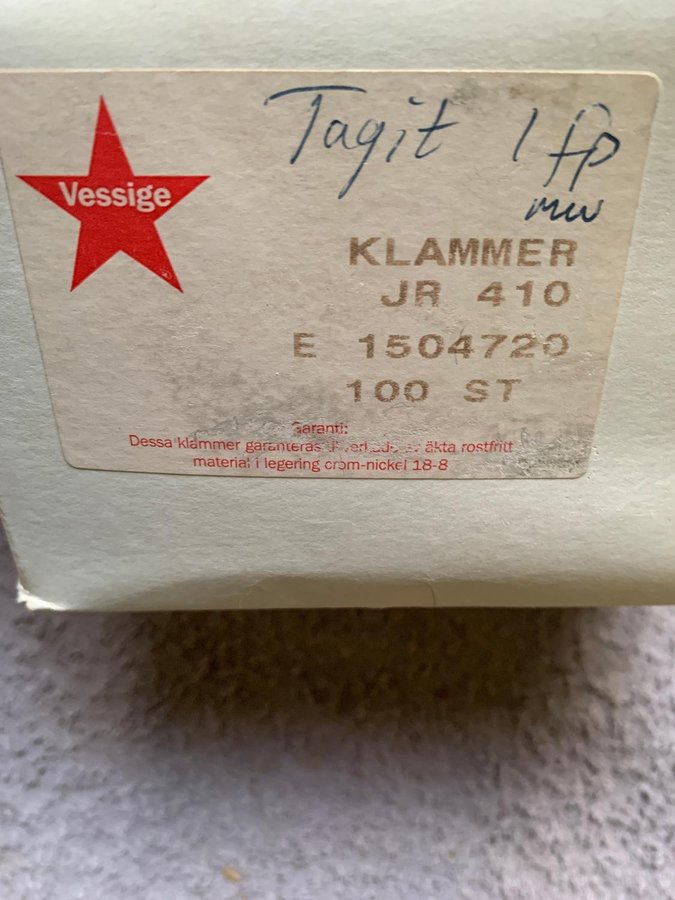 Vessige
Tagit 1 fp
mw
KLAMMER
JR 410
E 1504720
100 ST
Garanti:
Dessa klammer garanteras äkta rostfritt
material i legering crom-nickel 18-8